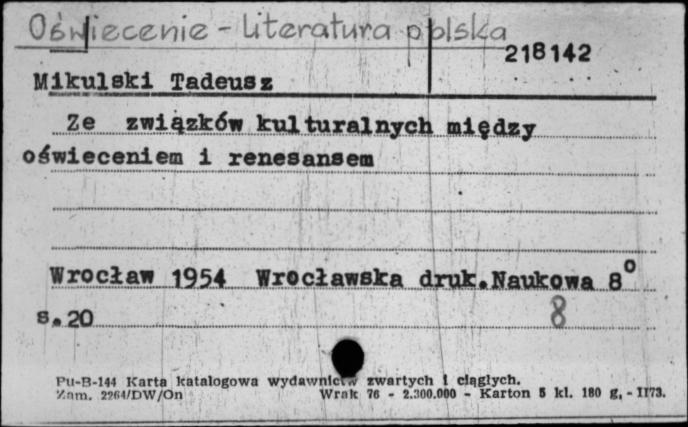 Oświecenie - Literatura polska
218142
Mikulski Tadeusz
Ze związków kulturalnych między
oświeceniem i renesansem
Wrocław 1954 Wrocławska druk.Naukowa 8⁰
s.20
8
Pu-B-144 Karta katalogowa wydawnictw zwartych i ciągłych.
Zam. 2264/DW/On Wrak 76 - 2.300.000 - Karton 5 kl. 180 g, - 1173.